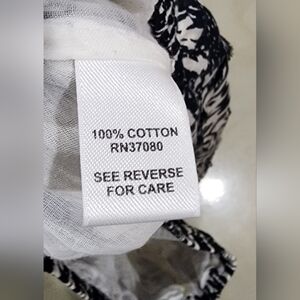 100% COTTON
RN37080
SEE REVERSE
FOR CARE